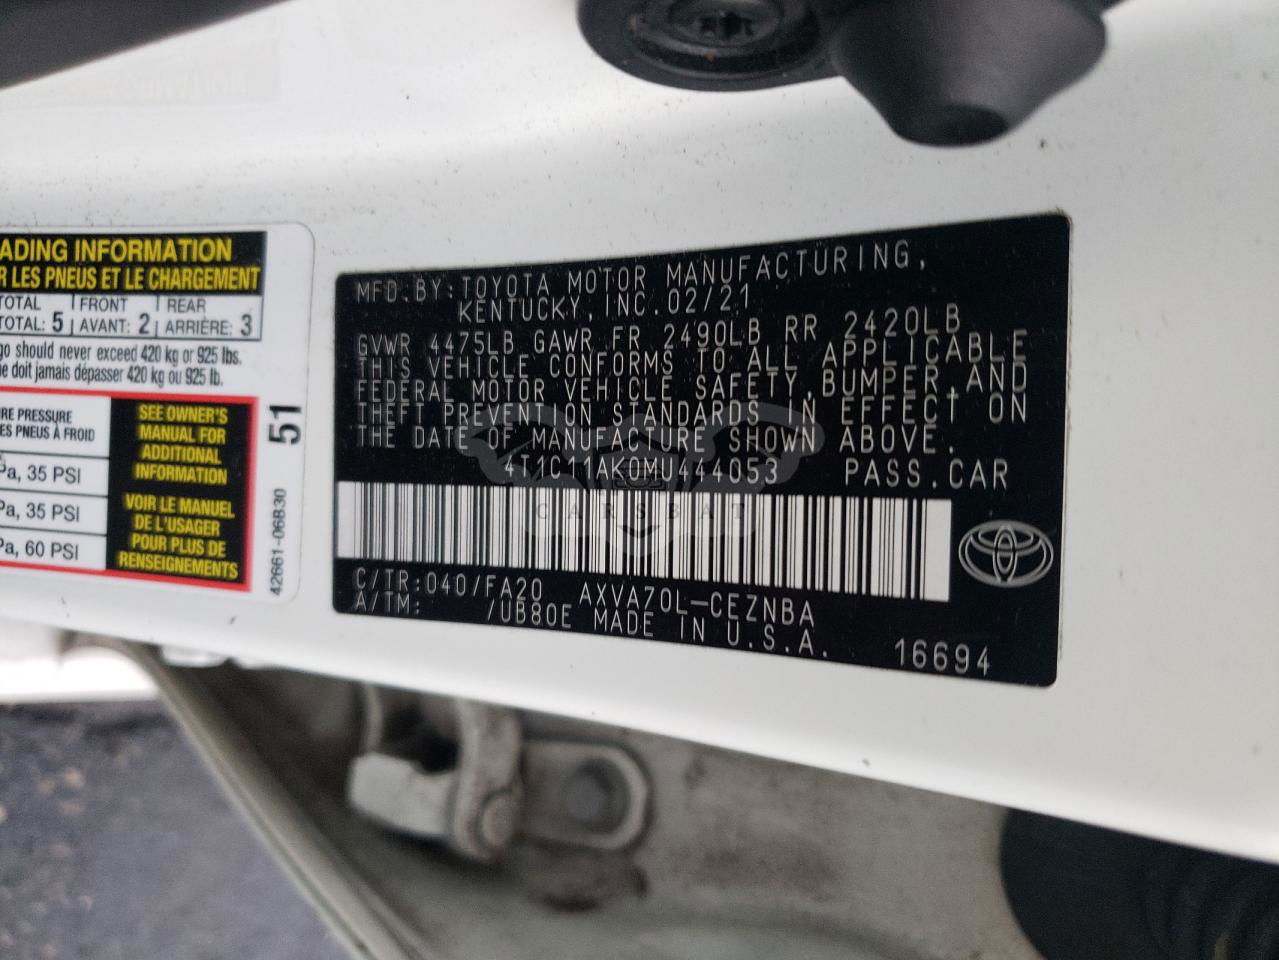 ADING INFORMATION
R LES PNEUS ET LE CHARGEMENT
TOTAL FRONT REAR
TOTAL: 5 AVANT: 2 ARRIÈRE: 3
go should never exceed 420 kg or 925 lbs.
e doit jamais dépasser 420 kg ou 925 lb.
IRE PRESSURE
ES PNEUS À FROID
Pa, 35 PSI
Pa, 35 PSI
Pa, 60 PSI
SEE OWNER'S
MANUAL FOR
ADDITIONAL
INFORMATION
VOIR LE MANUEL
DE L'USAGER
POUR PLUS DE
RENSEIGNEMENTS
51
42661-06B30
MFD.BY: TOYOTA MOTOR MANUFACTURING,
KENTUCKY, INC. 02/21
GVWR 4475LB GAWR FR 2490LB RR 2420LB
THIS VEHICLE CONFORMS TO ALL APPLICABLE
FEDERAL MOTOR VEHICLE SAFETY, BUMPER, AND
THEFT PREVENTION STANDARDS IN EFFECT ON
THE DATE OF MANUFACTURE SHOWN ABOVE.
4T1C11AK0MU444053 PASS.CAR
CARSBAT
C/TR:040/FA20 AXVA70L-CEZNBA
A/TM: /UB80E MADE IN U.S.A.
16694